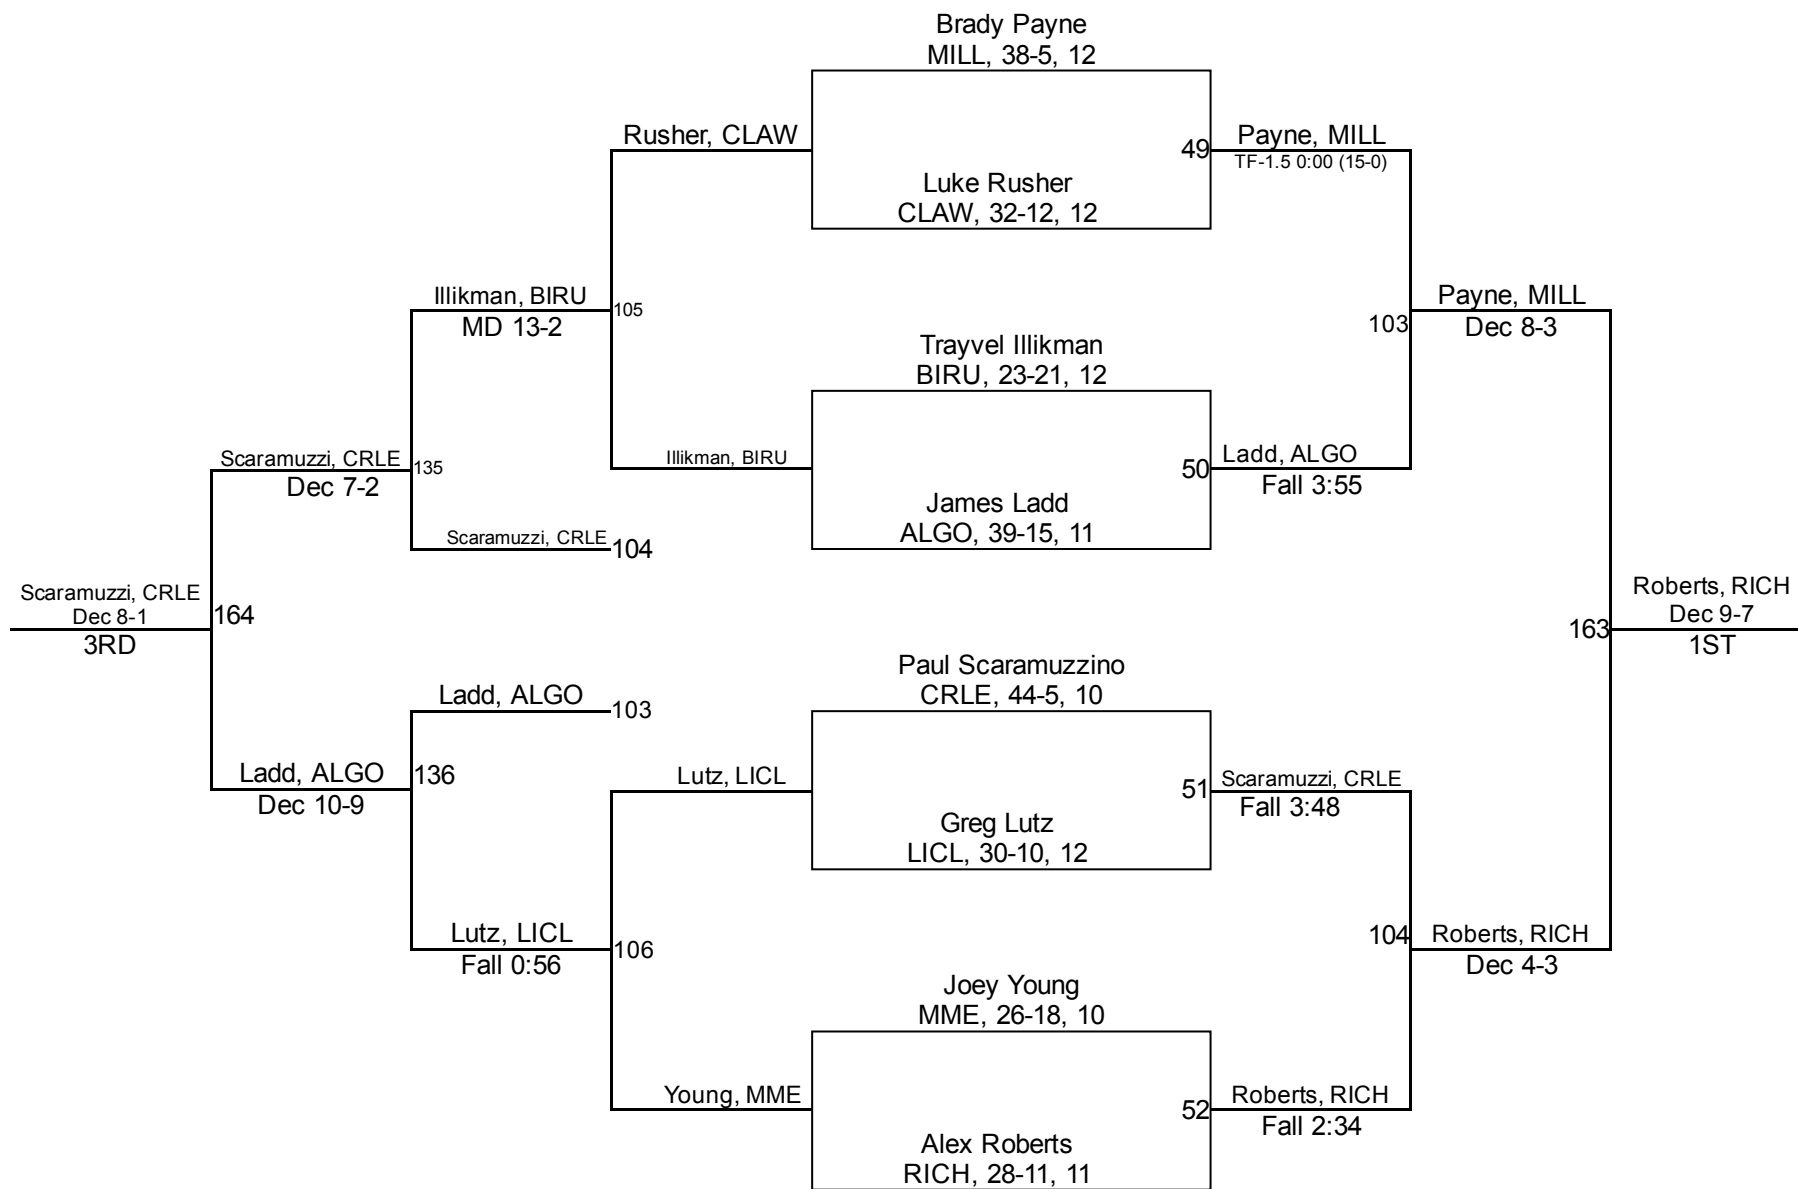 Brady Payne
MILL, 38-5, 12
Rusher, CLAW
49
Payne, MILL
TF-1.5 0:00 (15-0)
Luke Rusher
CLAW, 32-12, 12
Illikman, BIRU
MD 13-2
105
103
Payne, MILL
Dec 8-3
Trayvel Illikman
BIRU, 23-21, 12
Scaramuzzi, CRLE
Dec 7-2
135
Illikman, BIRU
50
Ladd, ALGO
Fall 3:55
James Ladd
ALGO, 39-15, 11
Scaramuzzi, CRLE
104
Scaramuzzi, CRLE
Dec 8-1
3RD
164
163
Roberts, RICH
Dec 9-7
1ST
Paul Scaramuzzino
CRLE, 44-5, 10
Ladd, ALGO
103
Ladd, ALGO
Dec 10-9
136
Lutz, LICL
51
Scaramuzzi, CRLE
Fall 3:48
Greg Lutz
LICL, 30-10, 12
Lutz, LICL
Fall 0:56
106
104
Roberts, RICH
Dec 4-3
Joey Young
MME, 26-18, 10
Young, MME
52
Roberts, RICH
Fall 2:34
Alex Roberts
RICH, 28-11, 11